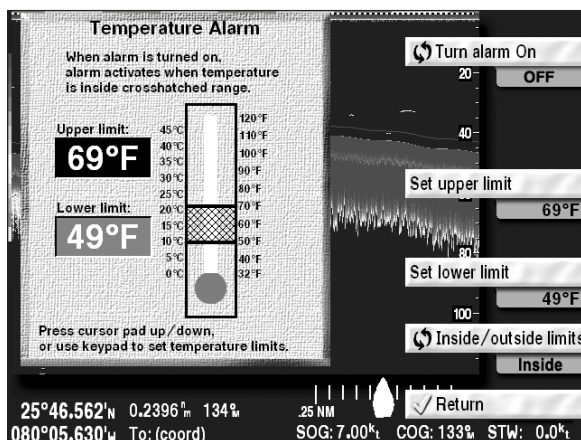 Temperature Alarm
When alarm is turned on,
alarm activates when temperature
is inside crosshatched range.
Upper limit:
69°F
Lower limit:
49°F
45°C
40°C
35°C
30°C
25°C
20°C
15°C
10°C
5°C
0°C
120°F
110°F
100°F
90°F
80°F
70°F
60°F
50°F
40°F
32°F
Press cursor pad up/down,
or use keypad to set temperature limits.
20
40
80
100
Turn alarm On
OFF
Set upper limit
69°F
Set lower limit
49°F
Inside/outside limits
Inside
Return
.25 NM
25°46.562'N 0.2396 nm 134°M
080°05.630'W To: (coord)
SOG: 7.00kt COG: 133°M STW: 0.0kt